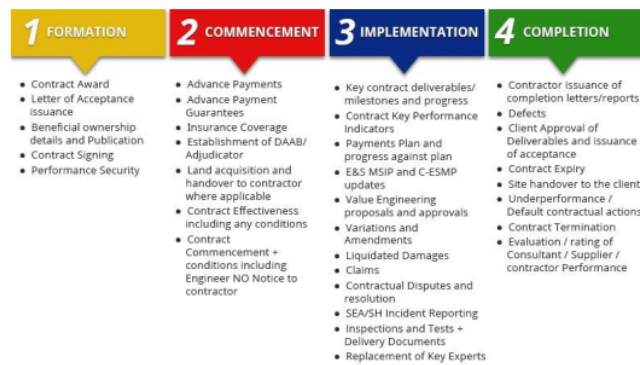 1 FORMATION
• Contract Award
• Letter of Acceptance
issuance
• Beneficial ownership
details and Publication
• Contract Signing
• Performance Security
2 COMMENCEMENT
• Advance Payments
• Advance Payment
Guarantees
• Insurance Coverage
• Establishment of DAAB/
Adjudicator
• Land acquisition and
handover to contractor
where applicable
• Contract Effectiveness
including any conditions
• Contract
Commencement +
conditions including
Engineer NO Notice to
contractor
3 IMPLEMENTATION
• Key contract deliverables/
milestones and progress
• Contract Key Performance
Indicators
• Payments Plan and
progress against plan
• E&S MSIP and C-ESMP
updates
• Value Engineering
proposals and approvals
• Variations and
Amendments
• Liquidated Damages
• Claims
• Contractual Disputes and
resolution
• SEA/SH Incident Reporting
• Inspections and Tests +
Delivery Documents
• Replacement of Key Experts
4 COMPLETION
• Contractor issuance of
completion letters/reports
• Defects
• Client Approval of
Deliverables and issuance
of acceptance
• Contract Expiry
• Site handover to the client
• Underperformance /
Default contractual actions
• Contract Termination
• Evaluation / rating of
Consultant / Supplier /
contractor Performance